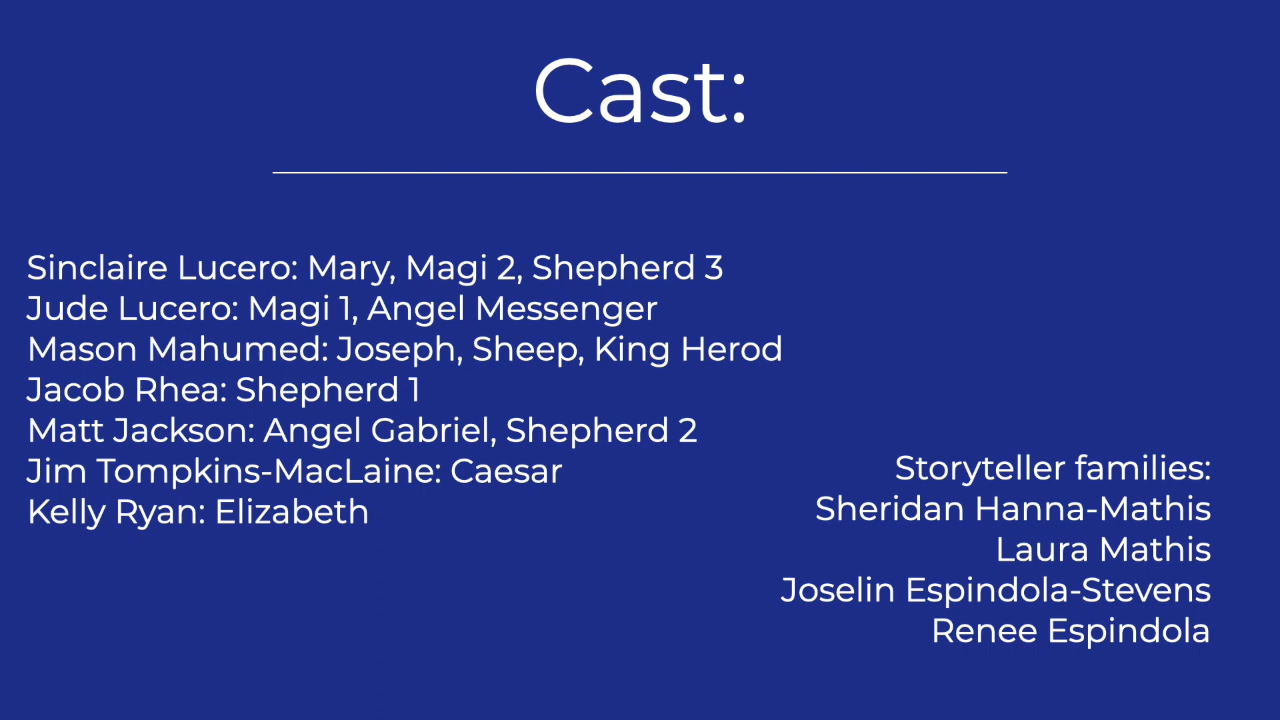 Cast:
Sinclaire Lucero: Mary, Magi 2, Shepherd 3
Jude Lucero: Magi 1, Angel Messenger
Mason Mahumed: Joseph, Sheep, King Herod
Jacob Rhea: Shepherd 1
Matt Jackson: Angel Gabriel, Shepherd 2
Jim Tompkins-MacLaine: Caesar
Kelly Ryan: Elizabeth
Storyteller families:
Sheridan Hanna-Mathis
Laura Mathis
Joselin Espindola-Stevens
Renee Espindola